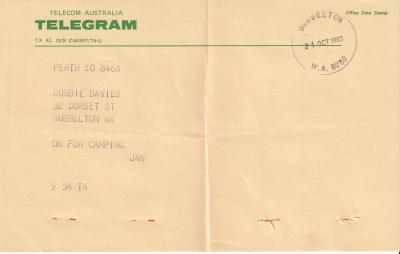 TELECOM AUSTRALIA
TELEGRAM
Office Date Stamp
BUSSELTON
21 OCT 1983
W.A. 6280
PERTH 10 846A
BOBBIE DAVIES
32 DORSET ST
BUSSELTON WA
OK FOR CAMPING
JAN
9 5A TA